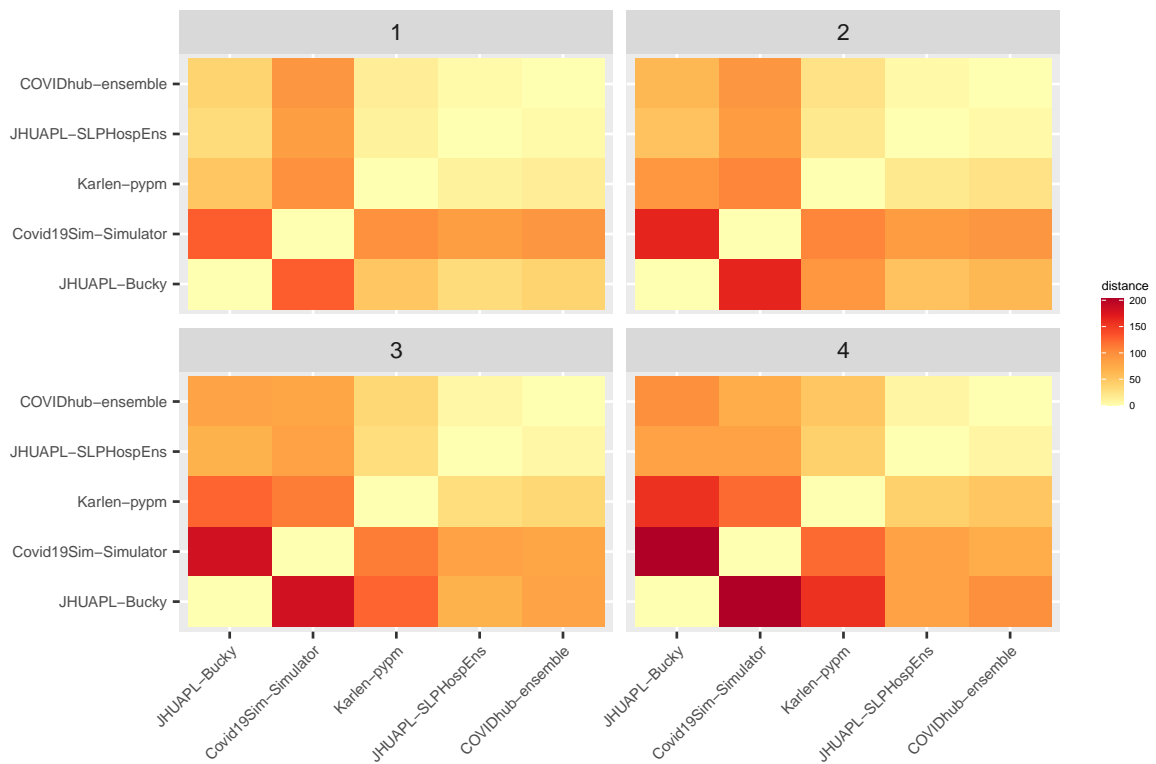 1
2
COVIDhub−ensemble
JHUAPL−SLPHospEns
Karlen−pypm
Covid19Sim−Simulator
JHUAPL−Bucky
distance
200
150
100
50
0
3
4
COVIDhub−ensemble
JHUAPL−SLPHospEns
Karlen−pypm
Covid19Sim−Simulator
JHUAPL−Bucky
JHUAPL−Bucky
Covid19Sim−Simulator
Karlen−pypm
JHUAPL−SLPHospEns
COVIDhub−ensemble
JHUAPL−Bucky
Covid19Sim−Simulator
Karlen−pypm
JHUAPL−SLPHospEns
COVIDhub−ensemble